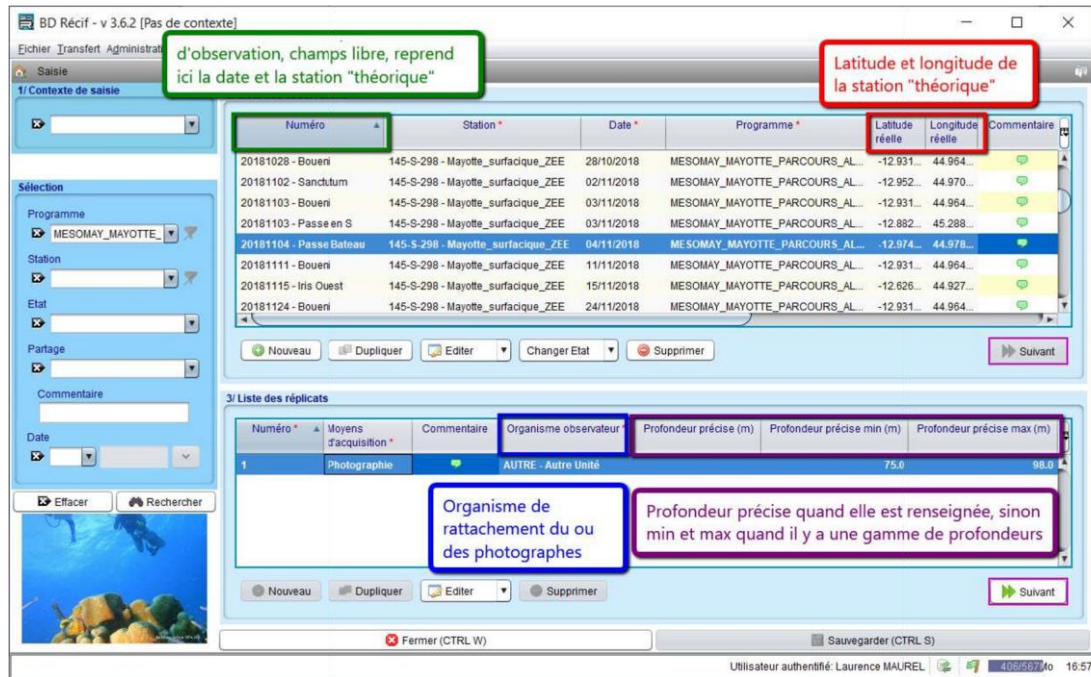 BD Récif - v 3.6.2 [Pas de contexte]
Fichier Transfert Administrati
d'observation, champs libre, reprend
ici la date et la station "théorique"
Latitude et longitude de
la station "théorique"
Saisie
1/ Contexte de saisie
Sélection
Programme
MESOMAY_MAYOTTE_
Station
Etat
Partage
Commentaire
Date
Effacer Rechercher
Numéro Station * Date * Programme * Latitude réelle Longitude réelle Commentaire
20181028 - Boueni 145-S-298 - Mayotte_surfacique_ZEE 28/10/2018 MESOMAY_MAYOTTE_PARCOURS_AL... -12.931... 44.964...
20181102 - Sanctutum 145-S-298 - Mayotte_surfacique_ZEE 02/11/2018 MESOMAY_MAYOTTE_PARCOURS_AL... -12.952... 44.970...
20181103 - Boueni 145-S-298 - Mayotte_surfacique_ZEE 03/11/2018 MESOMAY_MAYOTTE_PARCOURS_AL... -12.931... 44.964...
20181103 - Passe en S 145-S-298 - Mayotte_surfacique_ZEE 03/11/2018 MESOMAY_MAYOTTE_PARCOURS_AL... -12.882... 45.288...
20181104 - Passe Bateau 145-S-298 - Mayotte_surfacique_ZEE 04/11/2018 MESOMAY_MAYOTTE_PARCOURS_AL... -12.974... 44.978...
20181111 - Boueni 145-S-298 - Mayotte_surfacique_ZEE 11/11/2018 MESOMAY_MAYOTTE_PARCOURS_AL... -12.931... 44.964...
20181115 - Iris Ouest 145-S-298 - Mayotte_surfacique_ZEE 15/11/2018 MESOMAY_MAYOTTE_PARCOURS_AL... -12.626... 44.927...
20181124 - Boueni 145-S-298 - Mayotte_surfacique_ZEE 24/11/2018 MESOMAY_MAYOTTE_PARCOURS_AL... -12.931... 44.964...
Nouveau Dupliquer Editer Changer Etat Supprimer Suivant
3/ Liste des réplicats
Numéro * Moyens d'acquisition * Commentaire Organisme observateur * Profondeur précise (m) Profondeur précise min (m) Profondeur précise max (m)
1 Photographie AUTRE - Autre Unité 75.0 98.0
Organisme de
rattachement du ou
des photographes
Profondeur précise quand elle est renseignée, sinon
min et max quand il y a une gamme de profondeurs
Nouveau Dupliquer Editer Supprimer Suivant
Fermer (CTRL W) Sauvegarder (CTRL S)
Utilisateur authentifié: Laurence MAUREL 406/567Mo 16:57